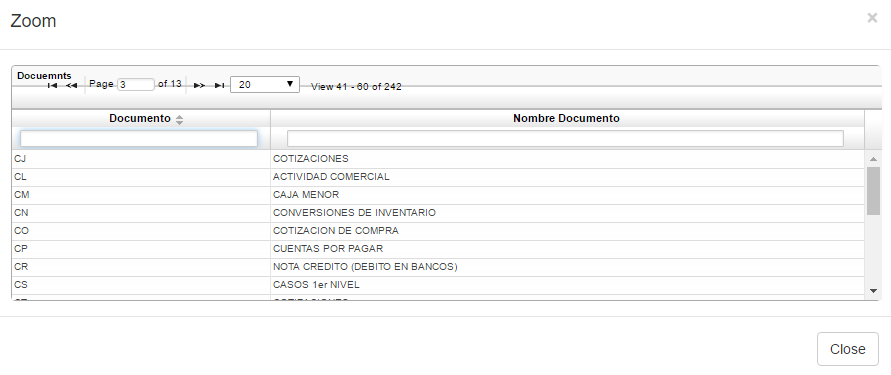 Zoom
×
Docuemnts
Page 3 of 13 20 View 41 - 60 of 242
Documento Nombre Documento
CJ COTIZACIONES
CL ACTIVIDAD COMERCIAL
CM CAJA MENOR
CN CONVERSIONES DE INVENTARIO
CO COTIZACION DE COMPRA
CP CUENTAS POR PAGAR
CR NOTA CREDITO (DEBITO EN BANCOS)
CS CASOS 1er NIVEL
Close